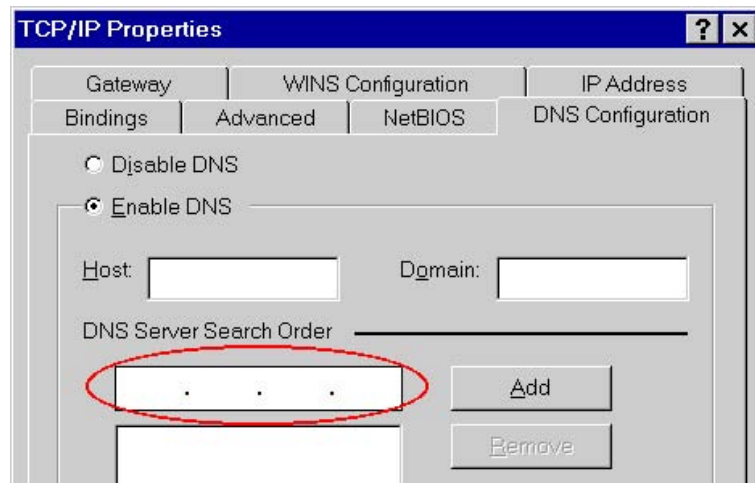 TCP/IP Properties ? ×
Gateway WINS Configuration IP Address
Bindings Advanced NetBIOS DNS Configuration
Disable DNS
Enable DNS
Host: Domain:
DNS Server Search Order
. . . Add
Remove